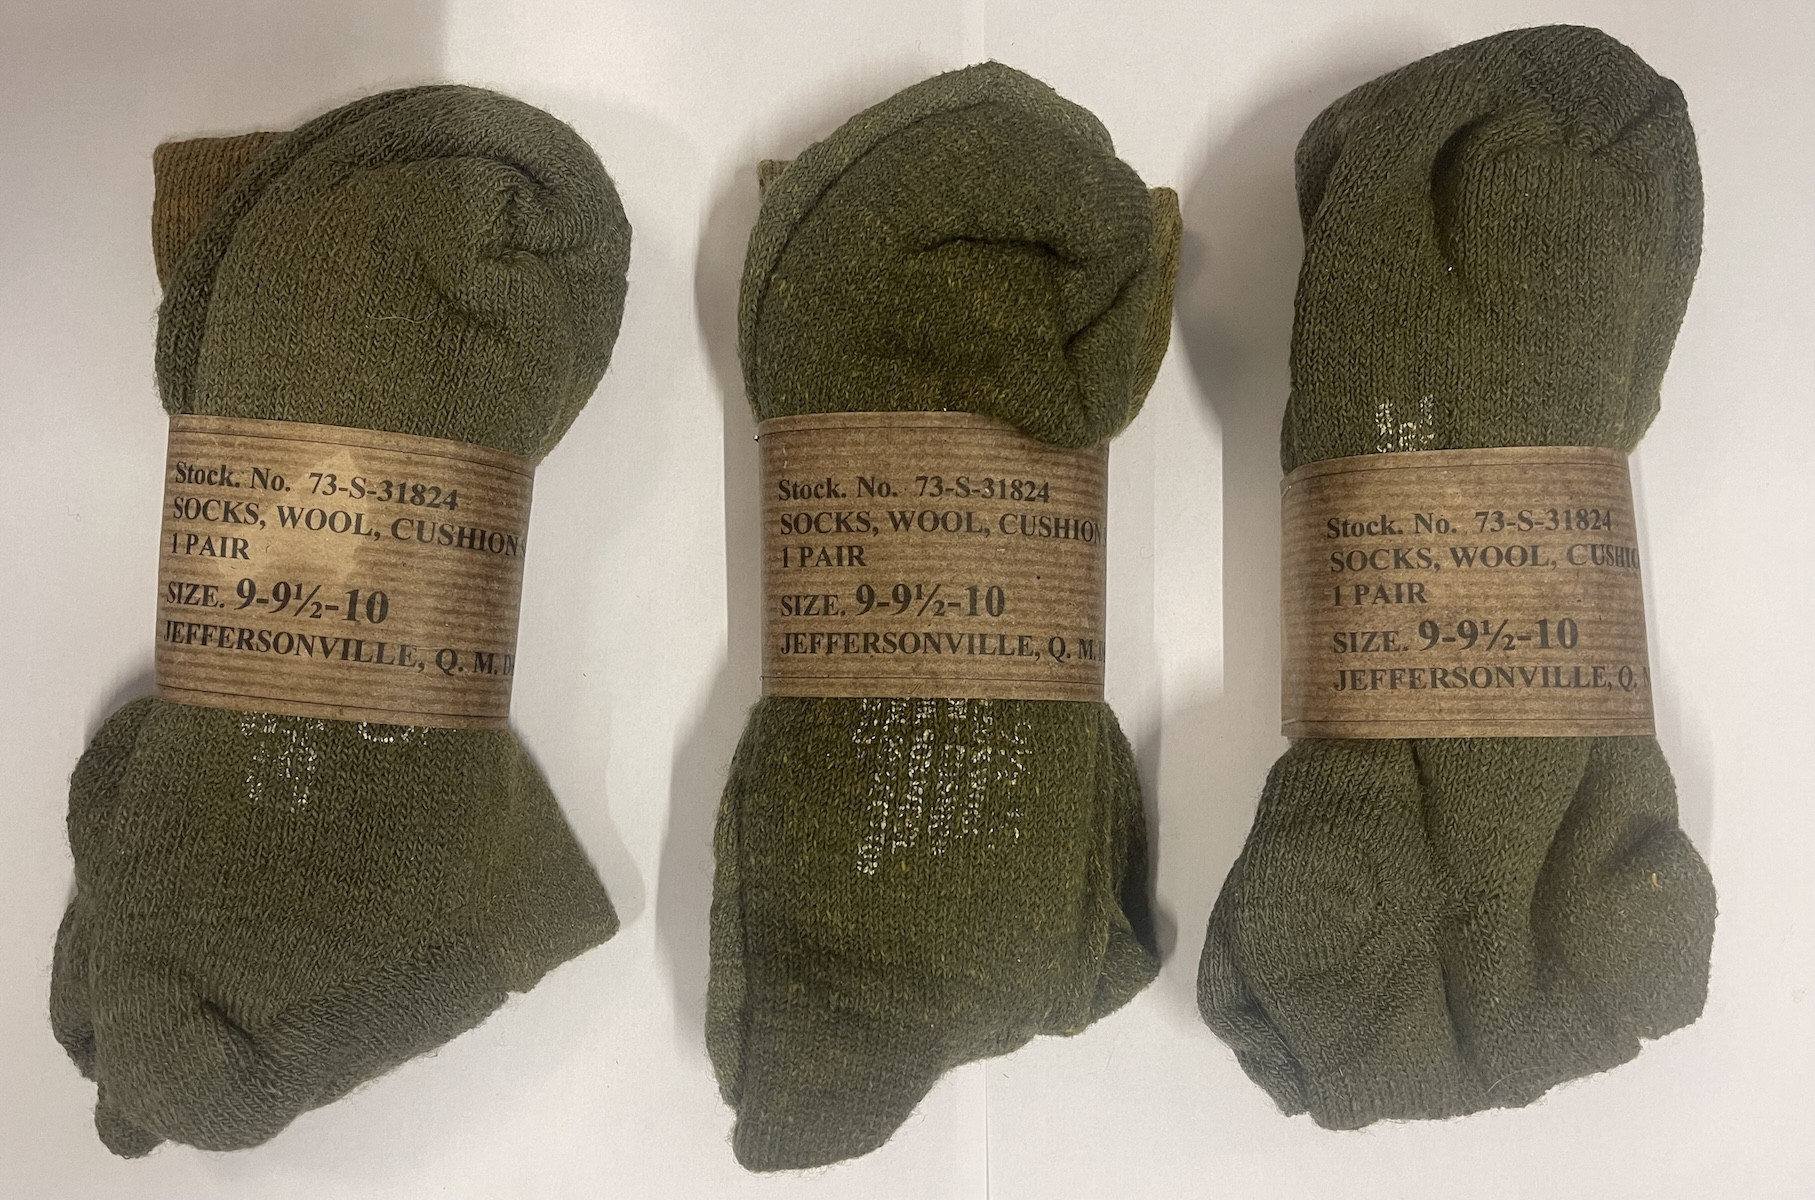 Stock. No. 73-S-31824
SOCKS, WOOL, CUSHION
1 PAIR
SIZE. 9-9½-10
JEFFERSONVILLE, Q. M.
Stock. No. 73-S-31824
SOCKS, WOOL, CUSHION
1 PAIR
SIZE. 9-9½-10
JEFFERSONVILLE, Q. M.
Stock. No. 73-S-31824
SOCKS, WOOL,
1 PAIR
SIZE. 9-9½-10
JEFFERSONVILLE, Q.